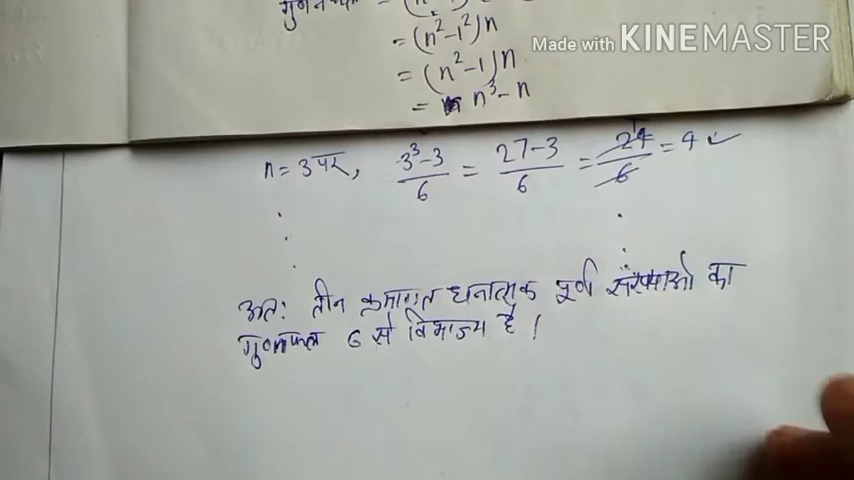 गुणनफल = (n
= (n²-1²)n
Made with KINEMASTER
= (n²-1)n
= n³-n
n=3 पर, 3³-3/6 = 27-3/6 = 24/6 = 4 ✓
अतः तीन क्रमागत धनात्मक पूर्ण संख्याओ का
गुणनफल 6 से विभाज्य है।